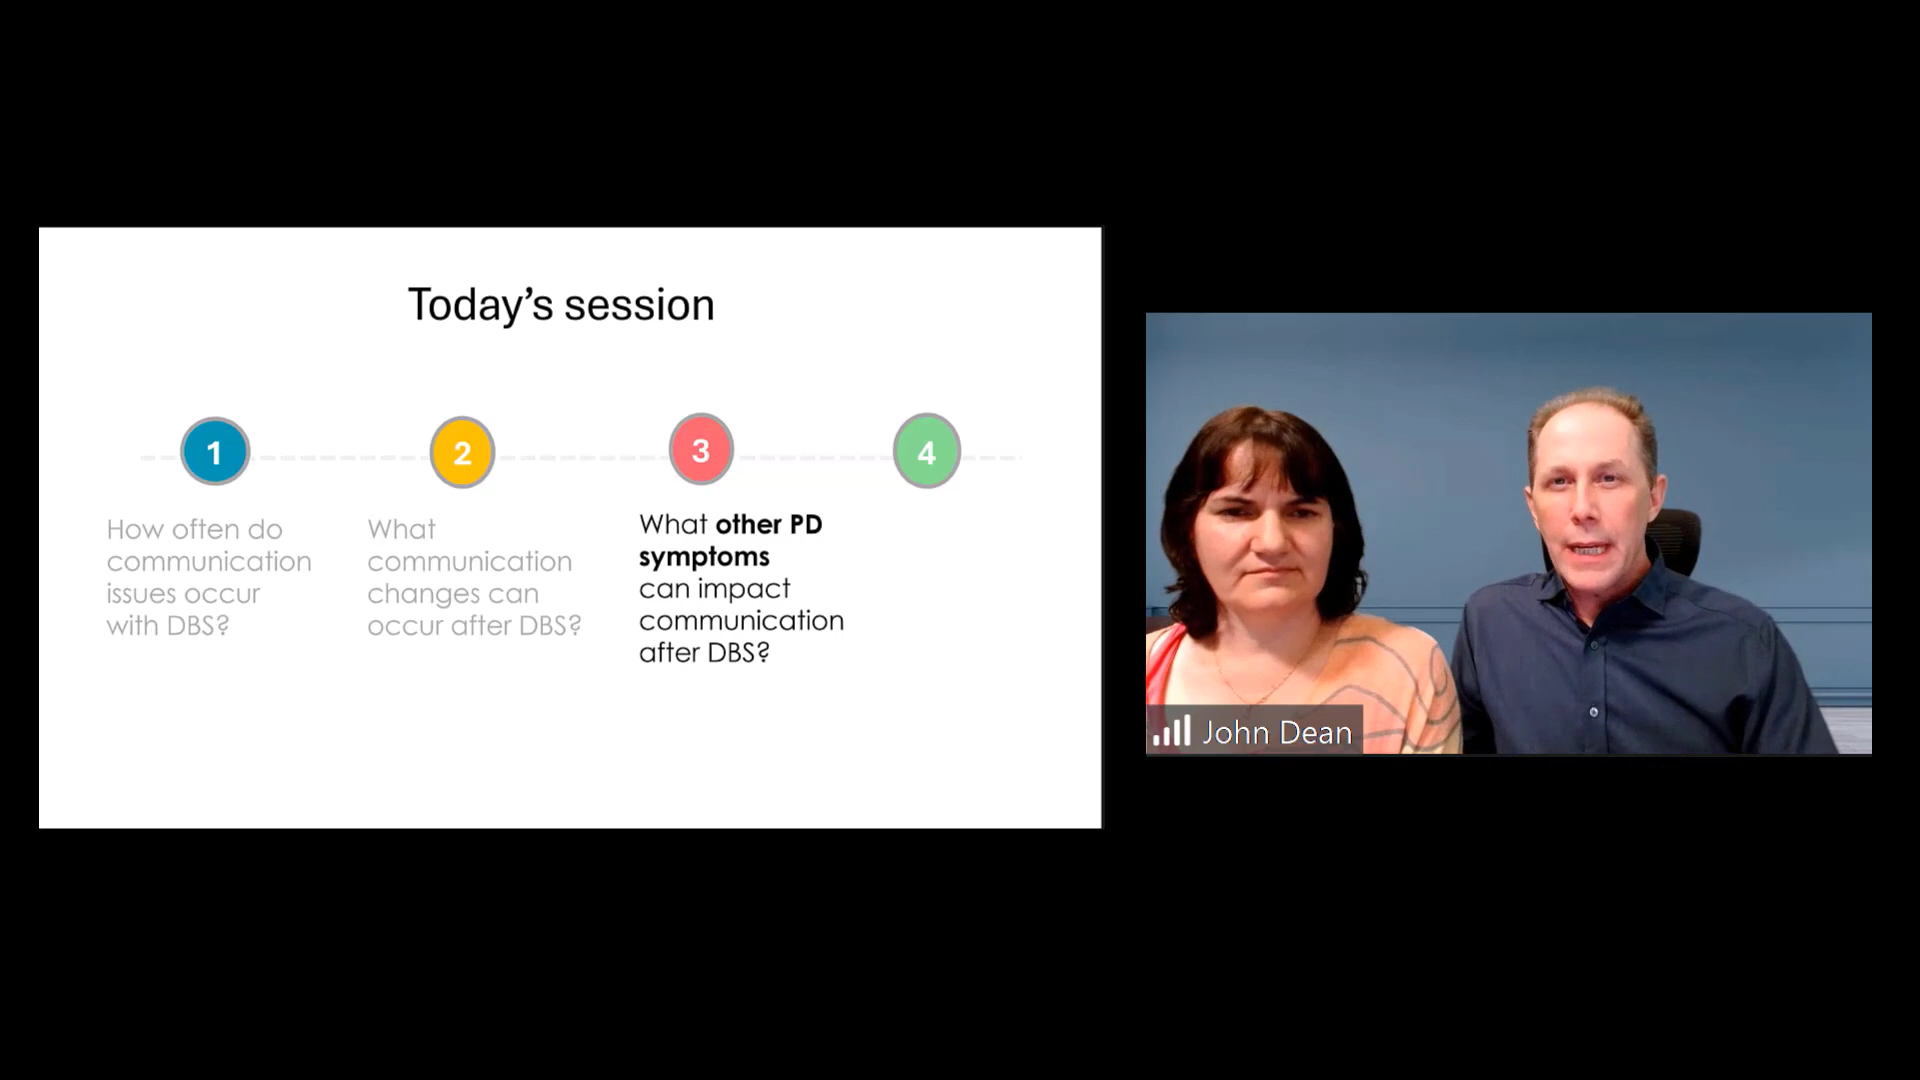 Today's session
1
2
3
4
How often do
communication
issues occur
with DBS?
What
communication
changes can
occur after DBS?
What other PD
symptoms
can impact
communication
after DBS?
John Dean